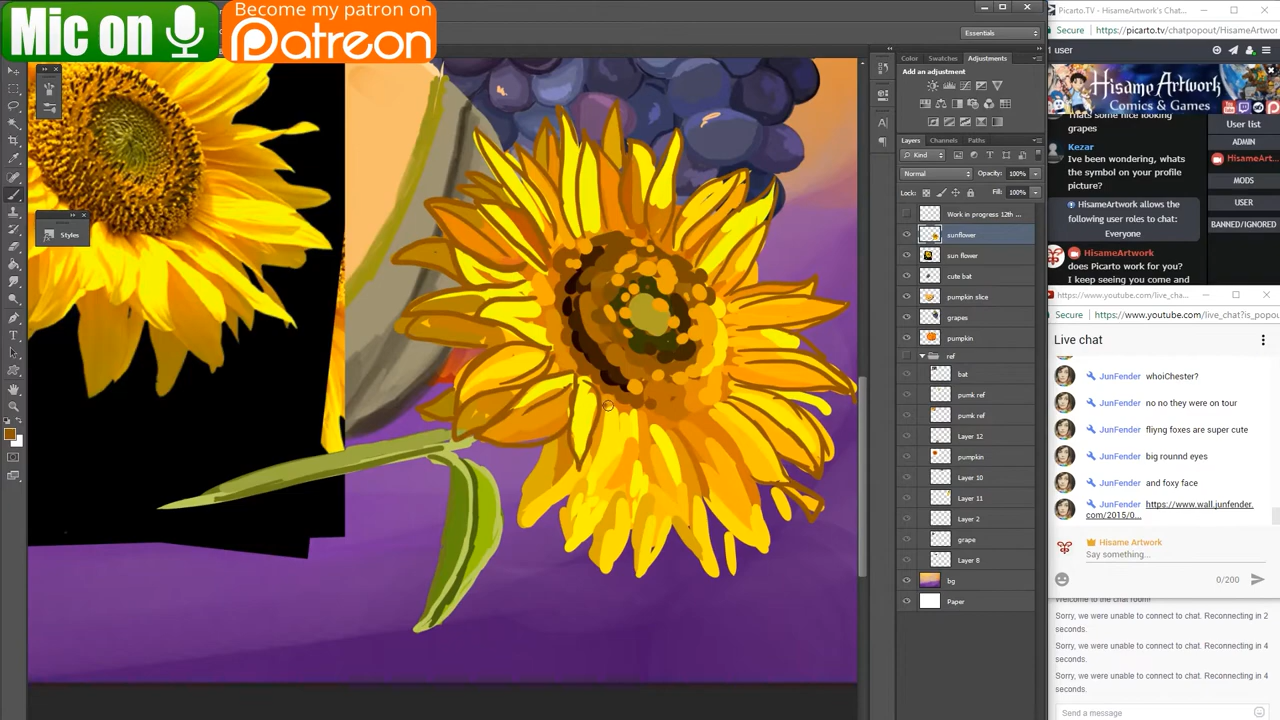 Mic on
Become my patron on
Patreon
Essentials
Styles
Color
Swatches
Adjustments
Add an adjustment
Layers
Channels
Paths
Kind
Normal
Opacity: 100%
Lock:
Fill: 100%
Work in progress 12th ...
sunflower
sun flower
cute bat
pumpkin slice
grapes
pumpkin
ref
bat
pumk ref
pumk ref
Layer 12
pumpkin
Layer 10
Layer 11
Layer 2
grape
Layer 8
bg
Paper
Picarto.TV - HisameArtwork's Chat...
Secure
https://picarto.tv/chatpopout/HisameArtwor
1 user
Hisame Artwork
Comics & Games
Thats some nice looking
grapes
Kezar
Ive been wondering, whats
the symbol on your profile
picture?
HisameArtwork allows the
following user roles to chat:
Everyone
HisameArtwork
does Picarto work for you?
I keep seeing you come and
User list
ADMIN
HisameArt...
MODS
USER
BANNED/IGNORED
https://www.youtube.com/live_cha...
Secure
https://www.youtube.com/live_chat?is_popou
Live chat
JunFender whoiChester?
JunFender no no they were on tour
JunFender fliyng foxes are super cute
JunFender big rounnd eyes
JunFender and foxy face
JunFender https://www.wall.junfender.
com/2015/0...
Hisame Artwork
Say something...
0/200
Welcome to the chat room!
Sorry, we were unable to connect to chat. Reconnecting in 2
seconds.
Sorry, we were unable to connect to chat. Reconnecting in 4
seconds.
Sorry, we were unable to connect to chat. Reconnecting in 4
seconds.
Send a message